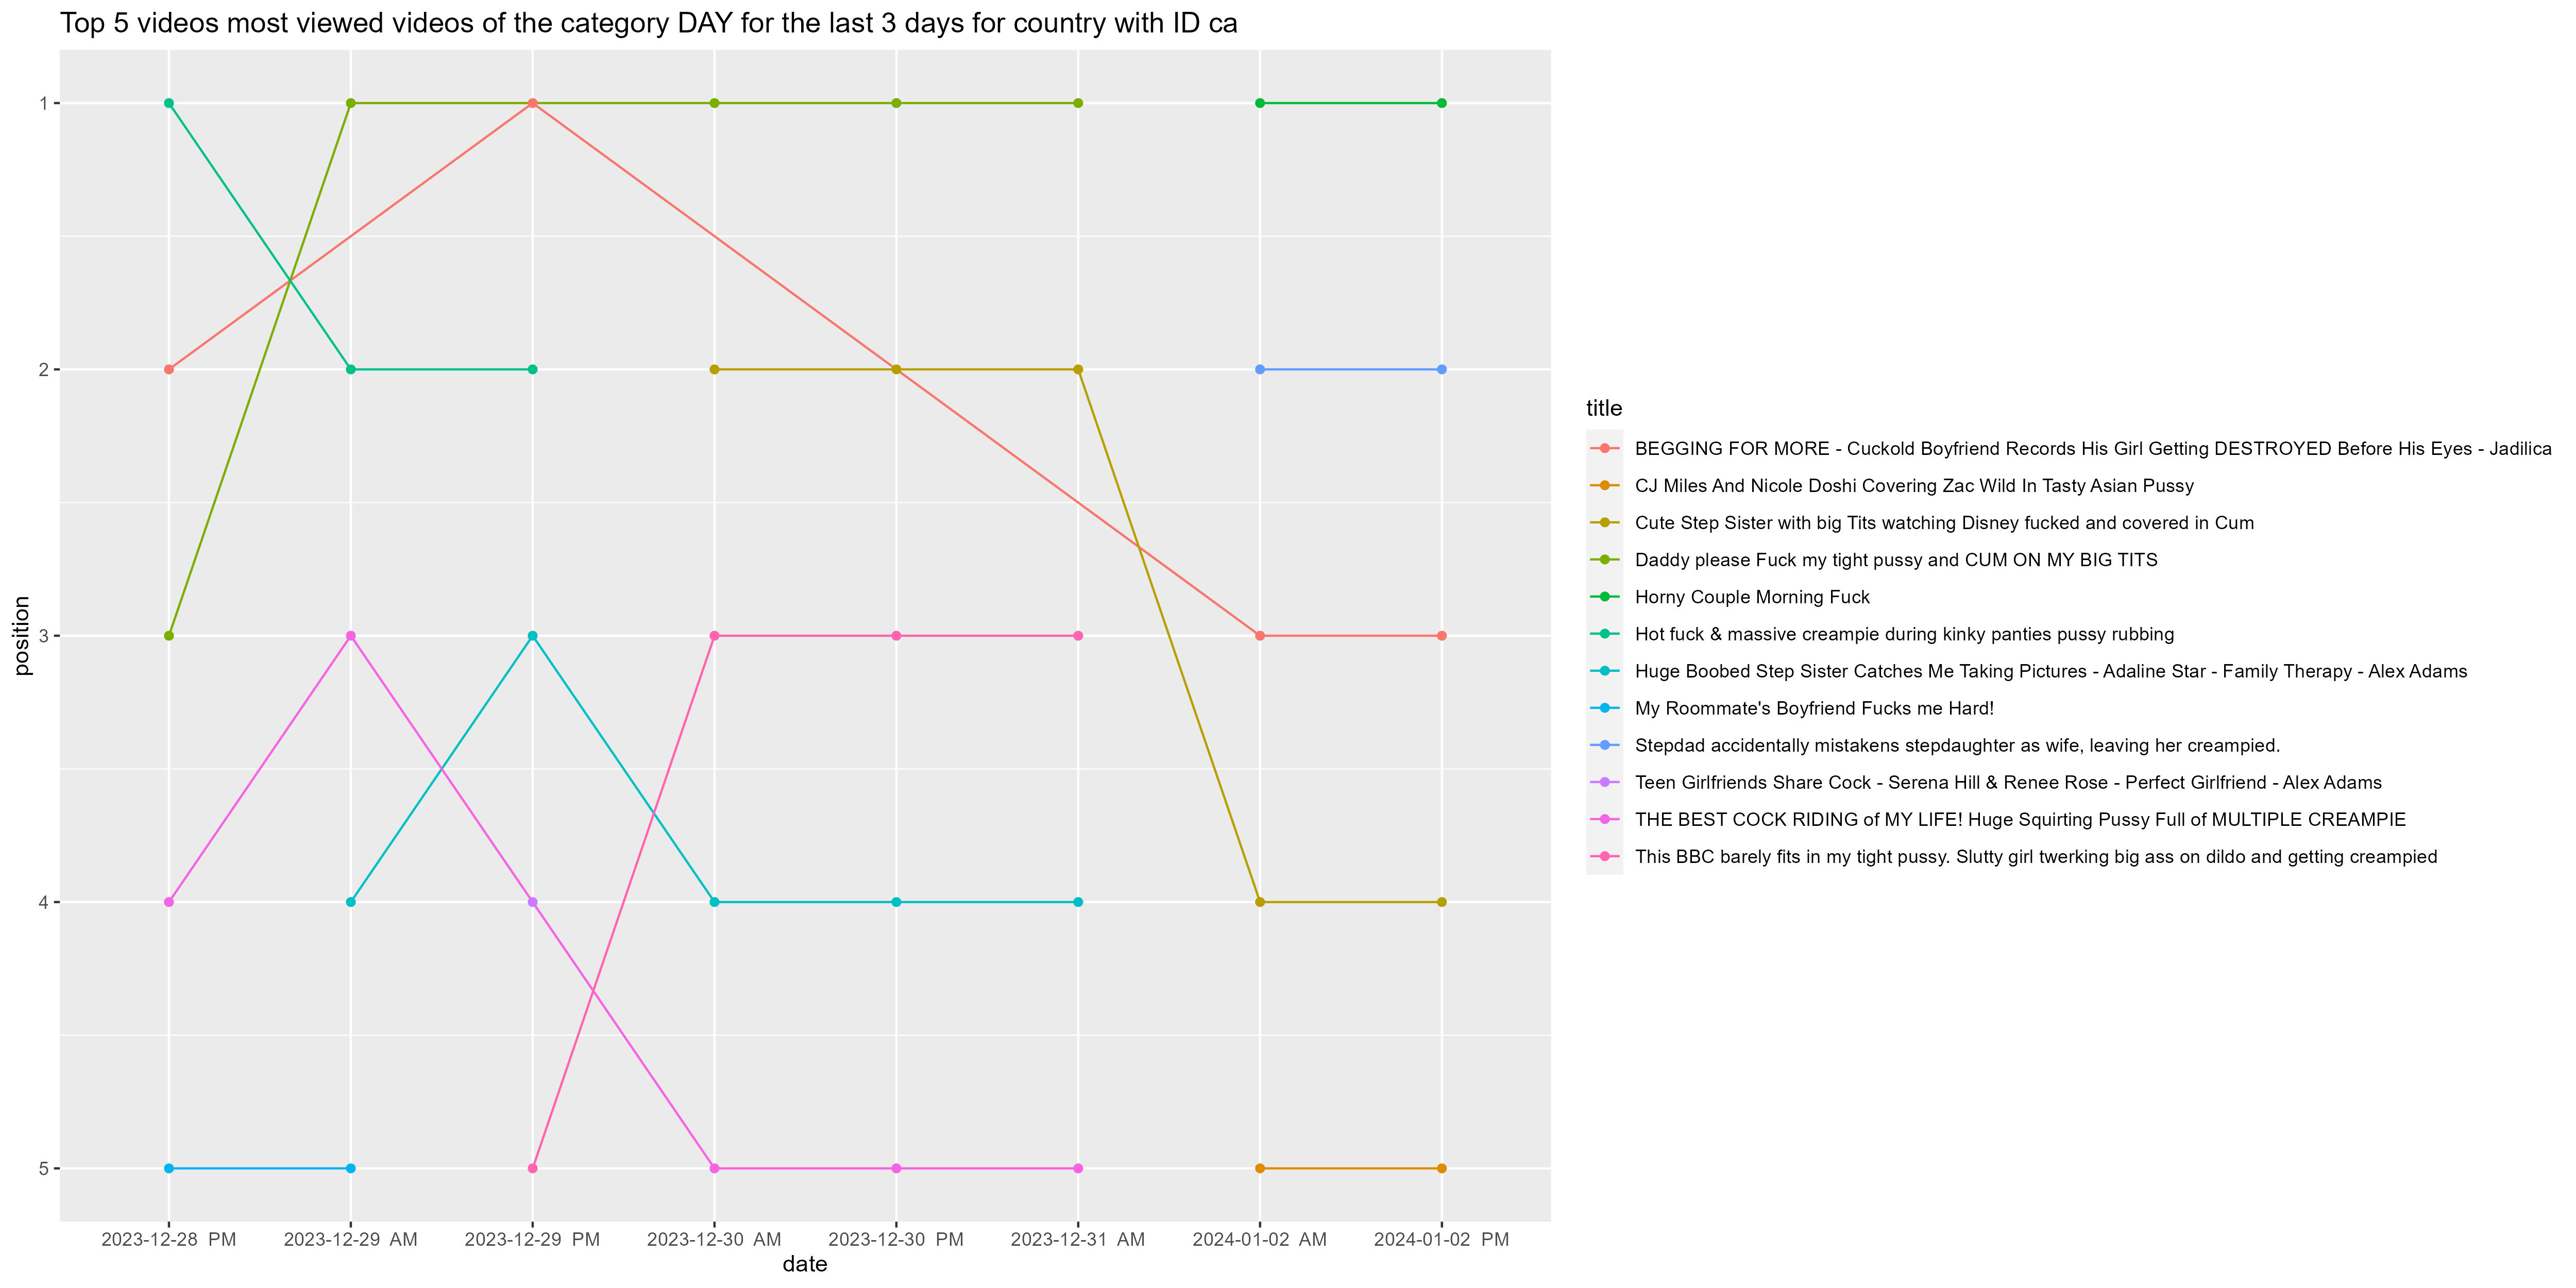 Top 5 videos most viewed videos of the category DAY for the last 3 days for country with ID ca
position
1
2
3
4
5
2023-12-28 PM
2023-12-29 AM
2023-12-29 PM
2023-12-30 AM
2023-12-30 PM
2023-12-31 AM
2024-01-02 AM
2024-01-02 PM
date
title
BEGGING FOR MORE - Cuckold Boyfriend Records His Girl Getting DESTROYED Before His Eyes - Jadilica
CJ Miles And Nicole Doshi Covering Zac Wild In Tasty Asian Pussy
Cute Step Sister with big Tits watching Disney fucked and covered in Cum
Daddy please Fuck my tight pussy and CUM ON MY BIG TITS
Horny Couple Morning Fuck
Hot fuck & massive creampie during kinky panties pussy rubbing
Huge Boobed Step Sister Catches Me Taking Pictures - Adaline Star - Family Therapy - Alex Adams
My Roommate's Boyfriend Fucks me Hard!
Stepdad accidentally mistakens stepdaughter as wife, leaving her creampied.
Teen Girlfriends Share Cock - Serena Hill & Renee Rose - Perfect Girlfriend - Alex Adams
THE BEST COCK RIDING of MY LIFE! Huge Squirting Pussy Full of MULTIPLE CREAMPIE
This BBC barely fits in my tight pussy. Slutty girl twerking big ass on dildo and getting creampied